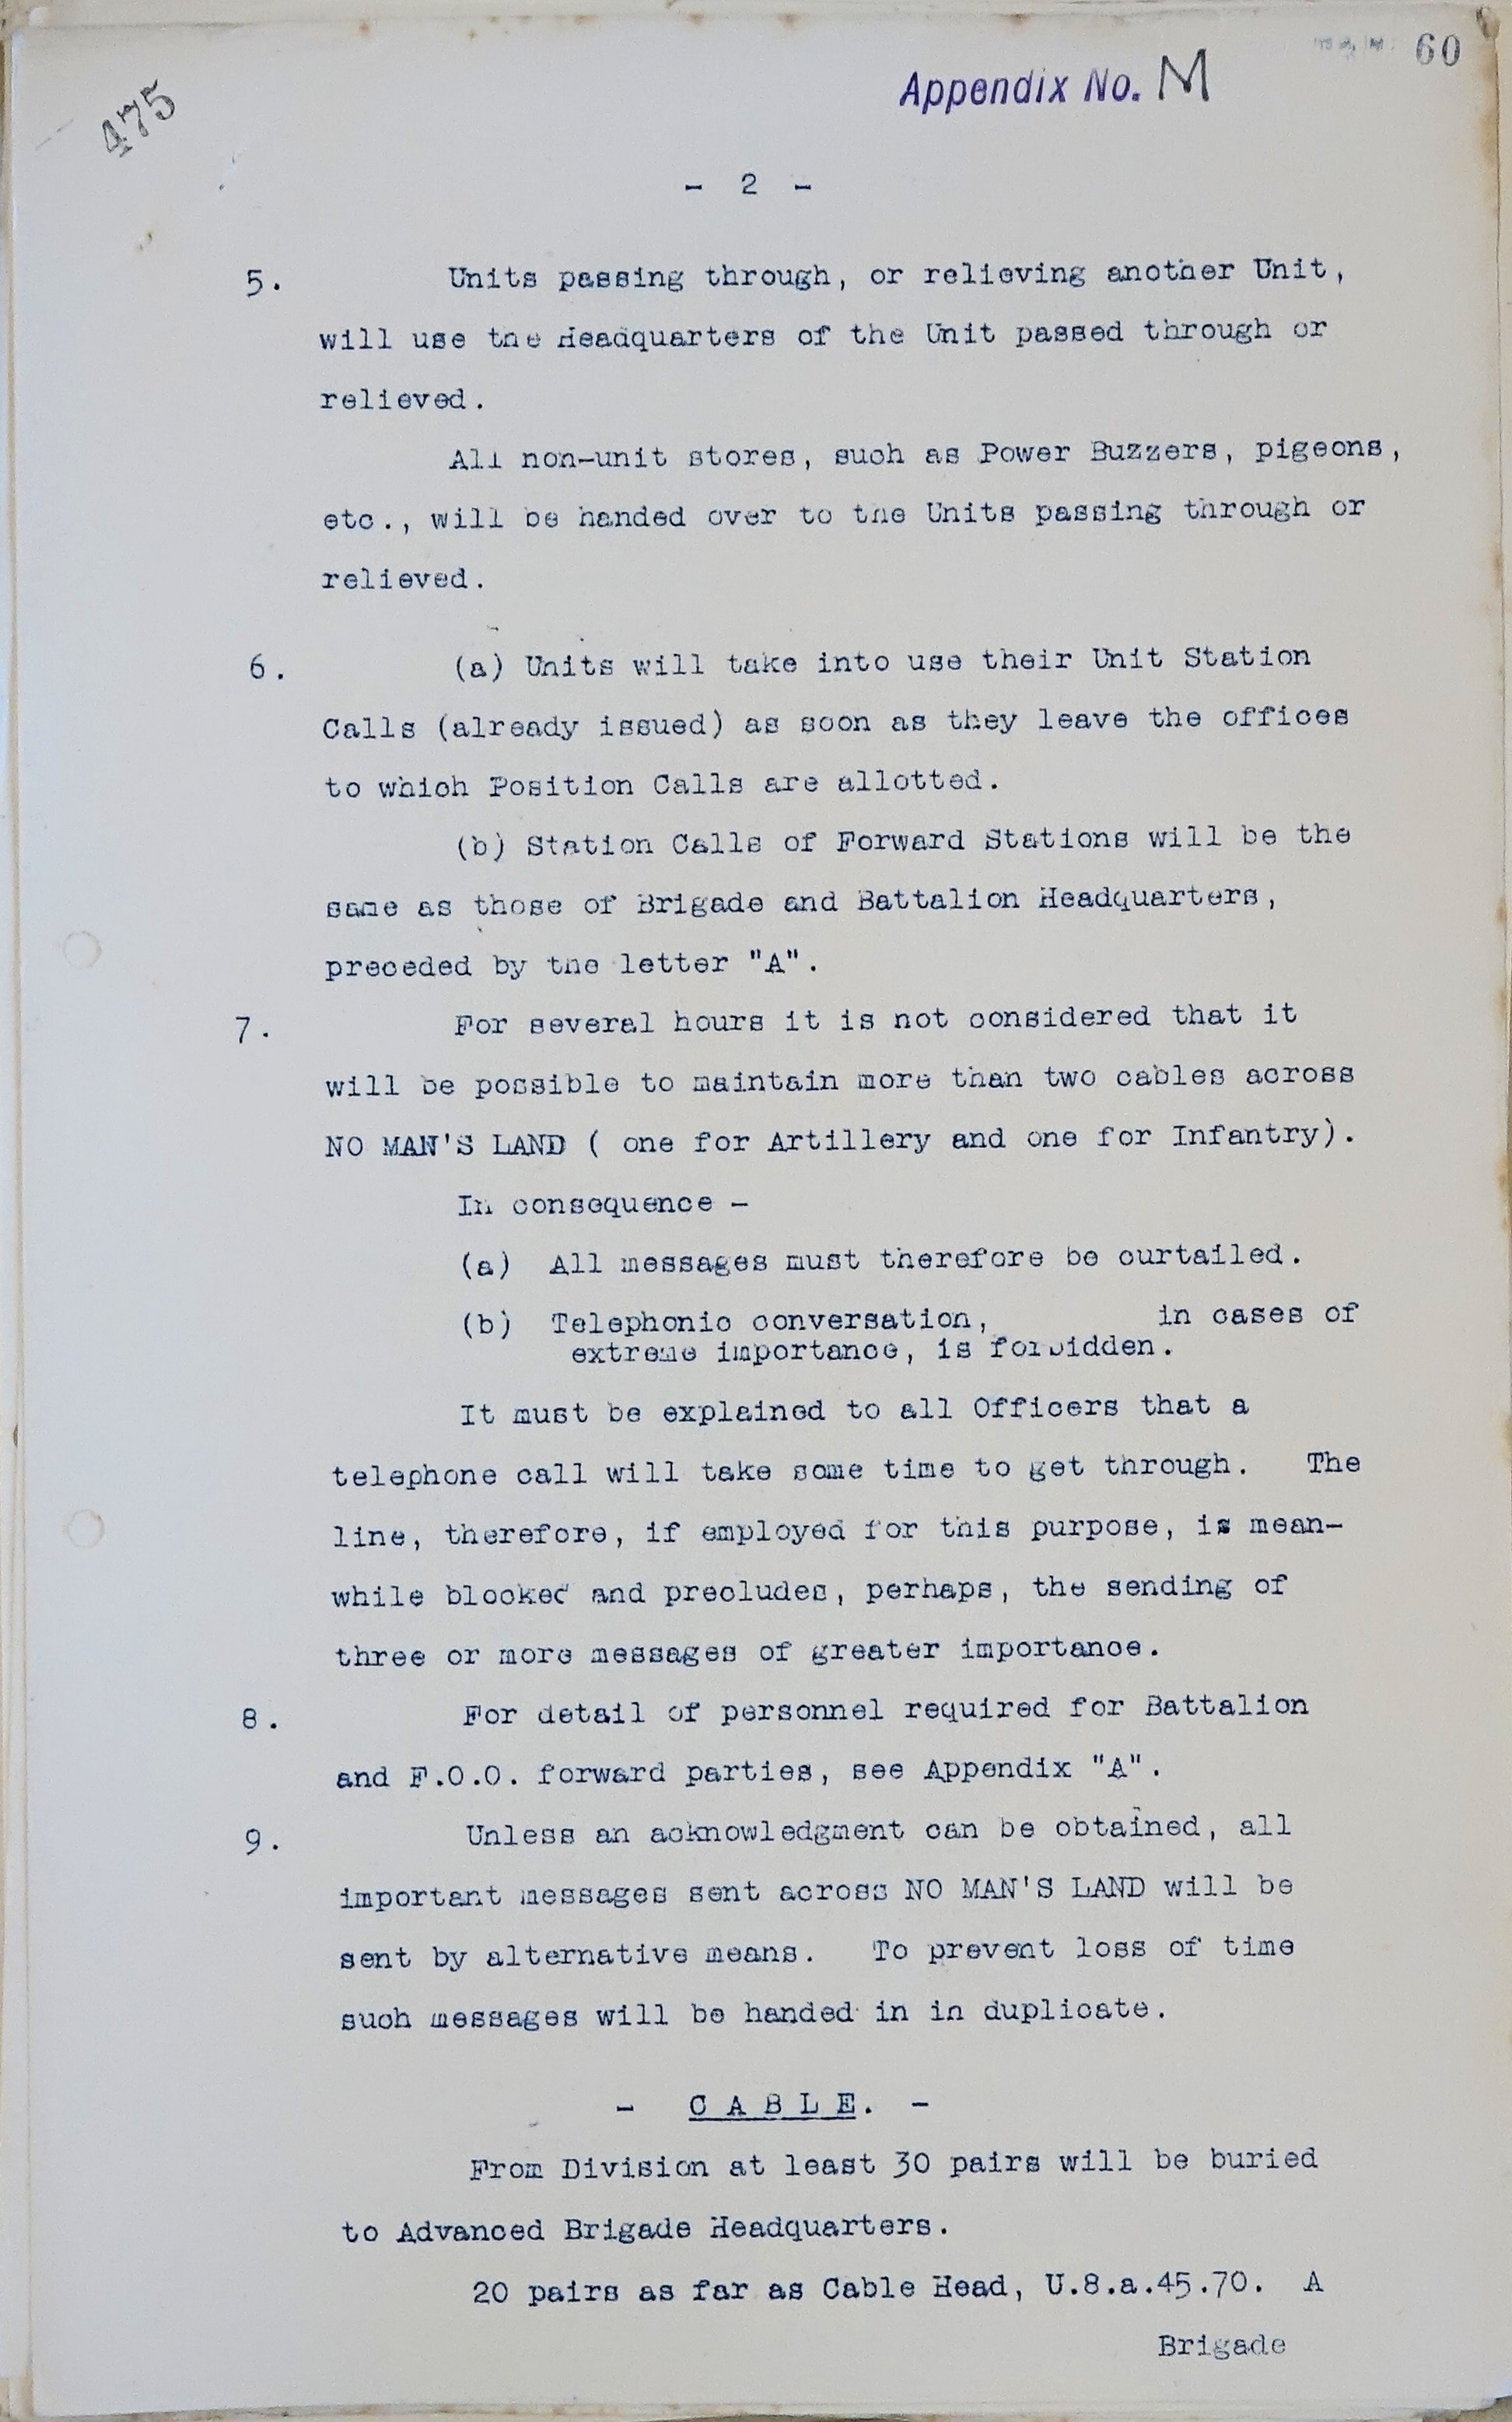 60
Appendix No. M
475
- 2 -
5. Units passing through, or relieving another Unit,
will use the Headquarters of the Unit passed through or
relieved.
All non-unit stores, such as Power Buzzers, pigeons,
etc., will be handed over to the Units passing through or
relieved.
6. (a) Units will take into use their Unit Station
Calls (already issued) as soon as they leave the offices
to which Position Calls are allotted.
(b) Station Calls of Forward Stations will be the
same as those of Brigade and Battalion Headquarters,
preceded by the letter "A".
7. For several hours it is not considered that it
will be possible to maintain more than two cables across
NO MAN'S LAND ( one for Artillery and one for Infantry).
In consequence -
(a) All messages must therefore be curtailed.
(b) Telephonic conversation, in cases of
extreme importance, is forbidden.
It must be explained to all Officers that a
telephone call will take some time to get through. The
line, therefore, if employed for this purpose, is mean-
while blocked and precludes, perhaps, the sending of
three or more messages of greater importance.
8. For detail of personnel required for Battalion
and F.O.O. forward parties, see Appendix "A".
9. Unless an acknowledgment can be obtained, all
important messages sent across NO MAN'S LAND will be
sent by alternative means. To prevent loss of time
such messages will be handed in in duplicate.
- C A B L E. -
From Division at least 30 pairs will be buried
to Advanced Brigade Headquarters.
20 pairs as far as Cable Head, U.8.a.45.70. A
Brigade